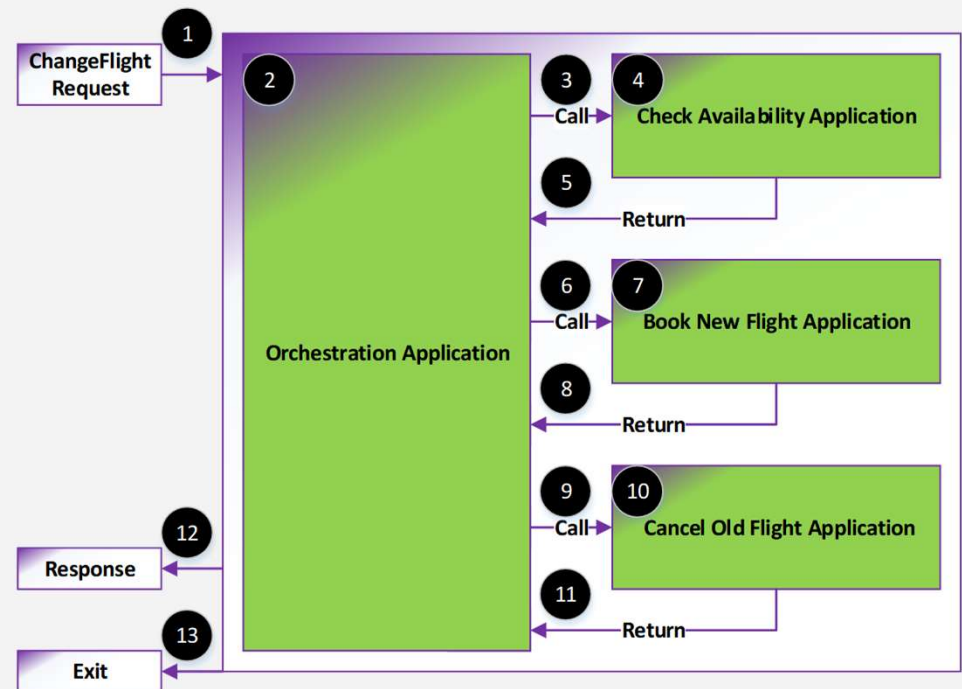 1
ChangeFlight
Request
2
3
4
Call
Check Availability Application
5
Return
6
7
Call
Book New Flight Application
Orchestration Application
8
Return
9
10
Call
Cancel Old Flight Application
12
Response
11
Return
13
Exit